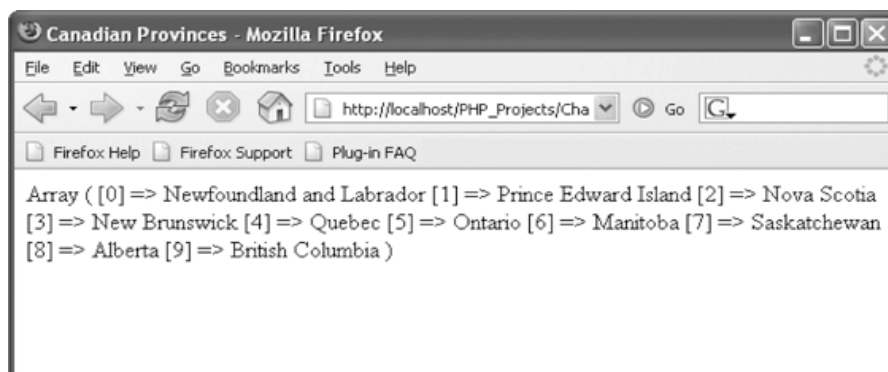 Canadian Provinces - Mozilla Firefox
File Edit View Go Bookmarks Tools Help
http://localhost/PHP_Projects/Cha Go G
Firefox Help Firefox Support Plug-in FAQ
Array ( [0] => Newfoundland and Labrador [1] => Prince Edward Island [2] => Nova Scotia
[3] => New Brunswick [4] => Quebec [5] => Ontario [6] => Manitoba [7] => Saskatchewan
[8] => Alberta [9] => British Columbia )